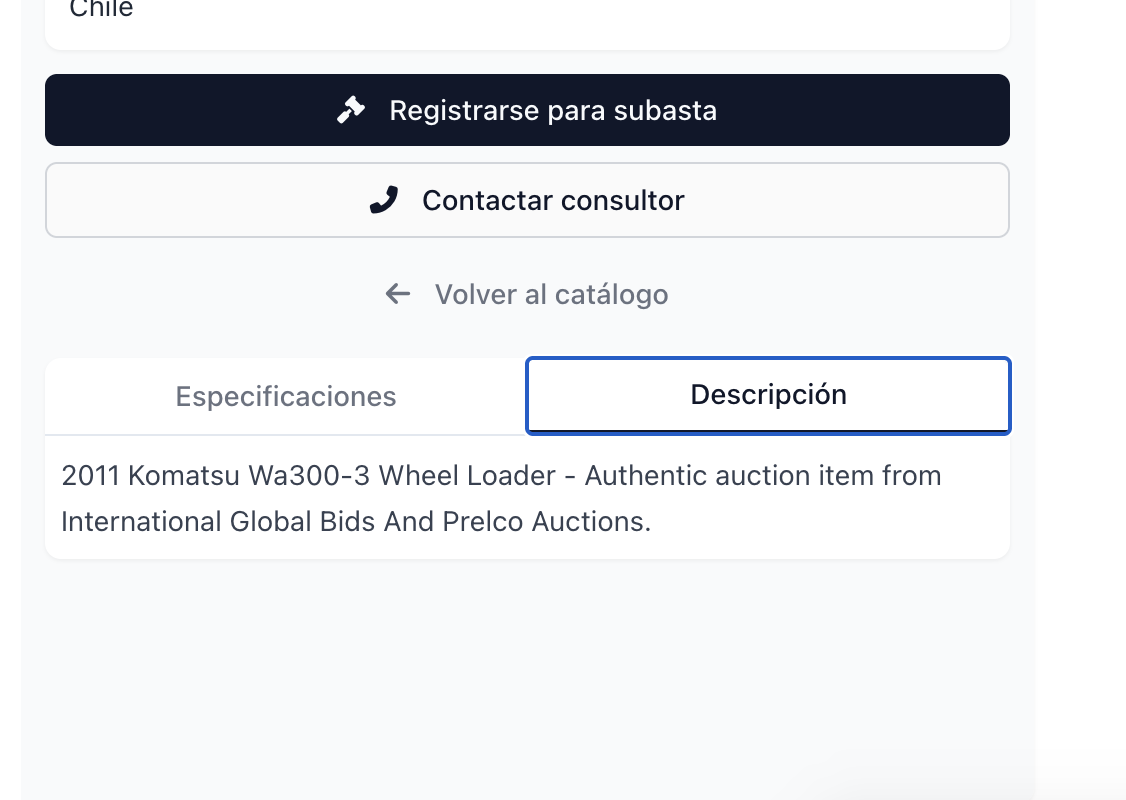 Chile
Registrarse para subasta
Contactar consultor
Volver al catálogo
Especificaciones
Descripción
2011 Komatsu Wa300-3 Wheel Loader - Authentic auction item from
International Global Bids And Prelco Auctions.